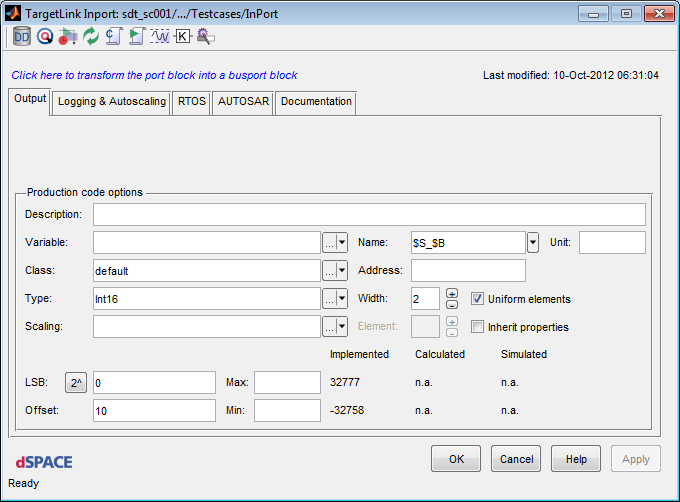 TargetLink Inport: sdt_sc001/.../Testcases/InPort
DD
Click here to transform the port block into a busport block
Last modified: 10-Oct-2012 06:31:04
Output Logging & Autoscaling RTOS AUTOSAR Documentation
Production code options
Description:
Variable: ... Name: $S_$B Unit:
Class: default ... Address:
Type: Int16 ... Width: 2 Uniform elements
Scaling: ... Element: Inherit properties
Implemented Calculated Simulated
LSB: 2^ 0 Max: 32777 n.a. n.a.
Offset: 10 Min: -32758 n.a. n.a.
dSPACE OK Cancel Help Apply
Ready